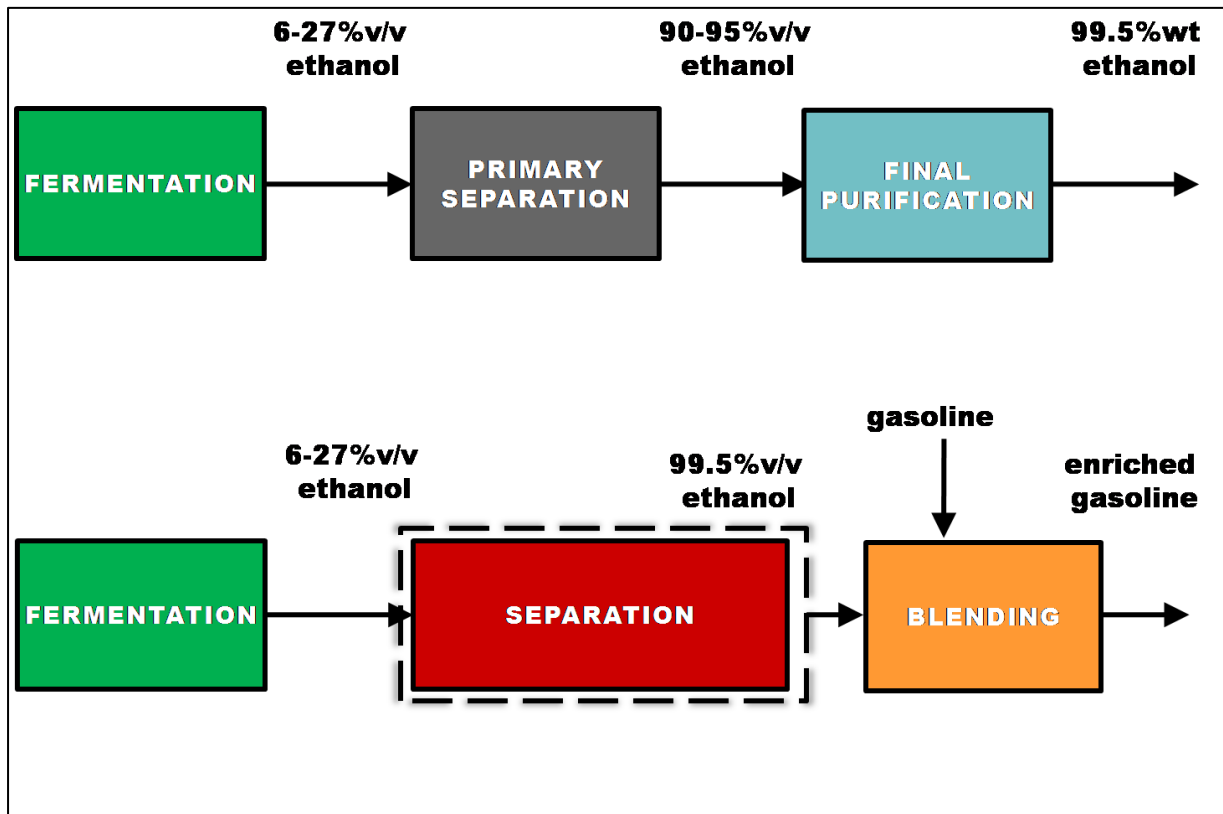 6-27%v/v
ethanol
90-95%v/v
ethanol
99.5%wt
ethanol
FERMENTATION
PRIMARY
SEPARATION
FINAL
PURIFICATION
gasoline
6-27%v/v
ethanol
99.5%v/v
ethanol
enriched
gasoline
FERMENTATION
SEPARATION
BLENDING